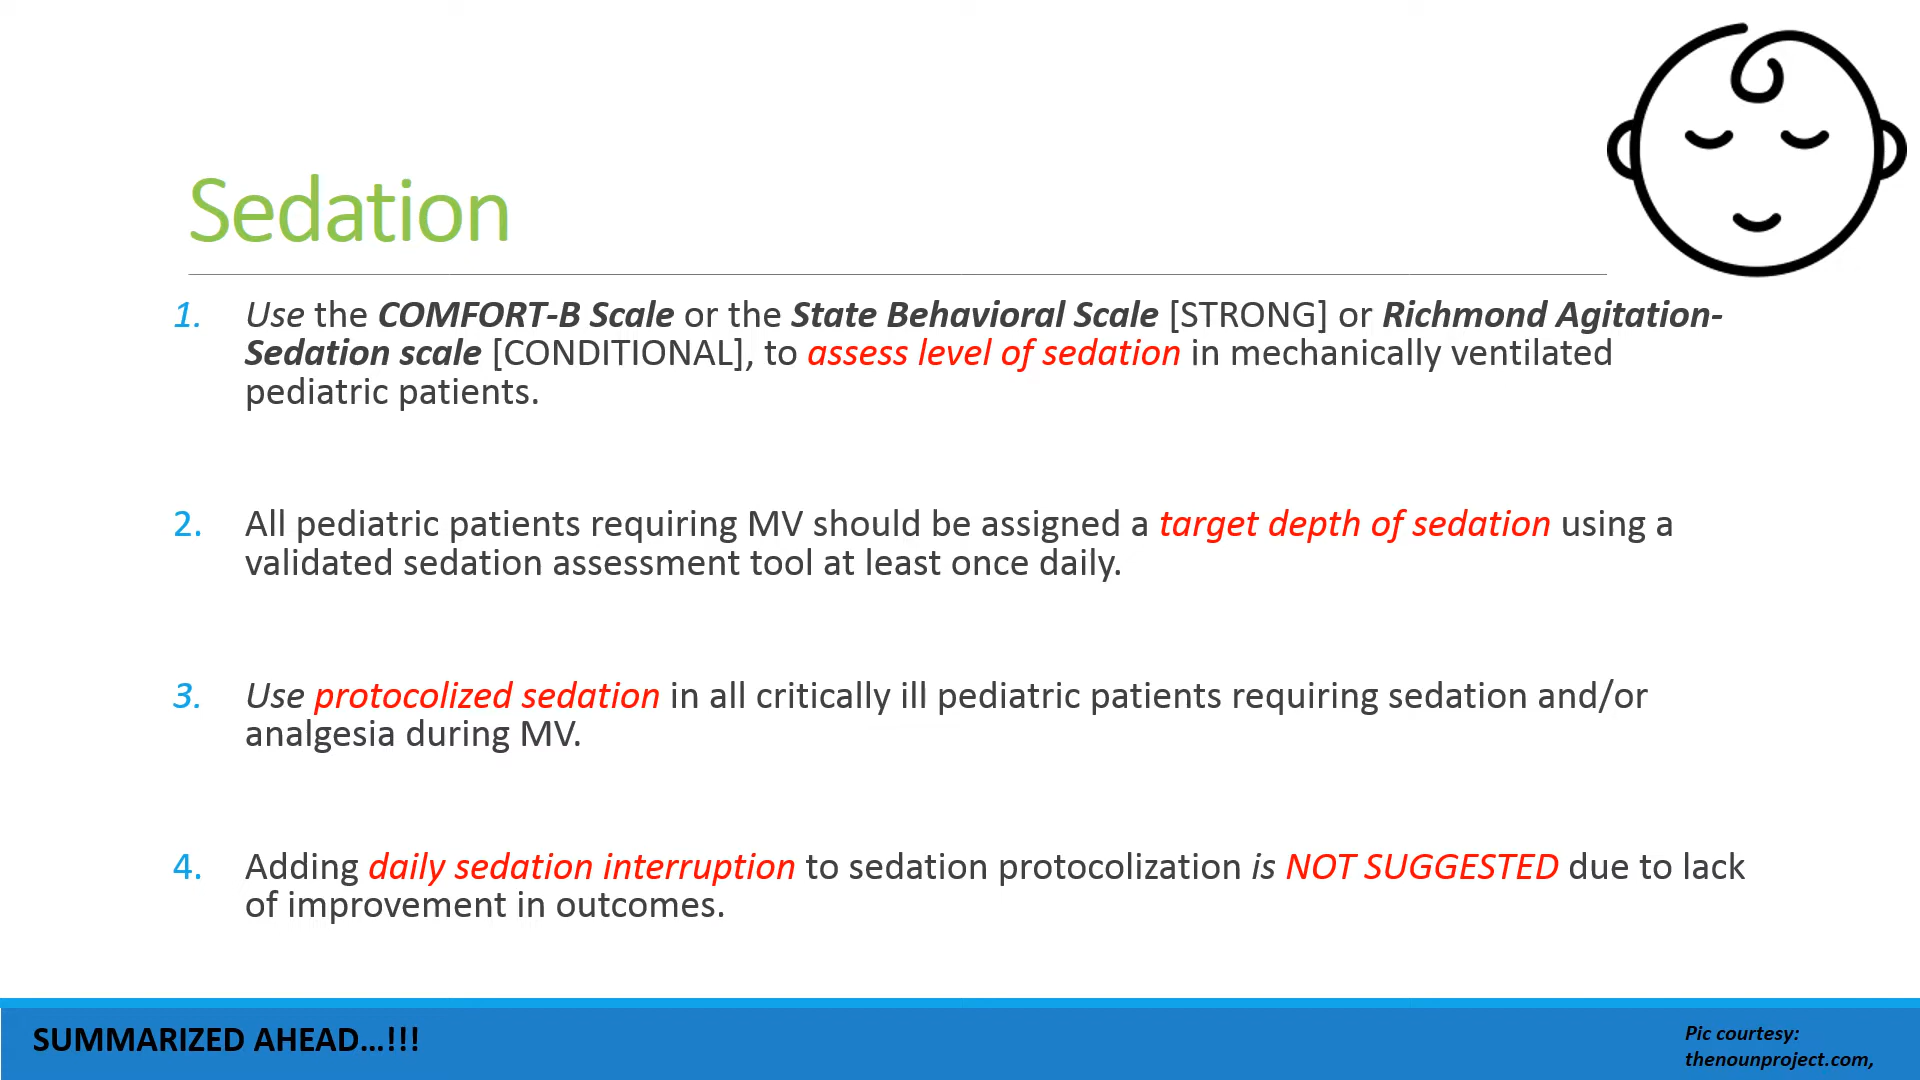 Sedation
1. Use the COMFORT-B Scale or the State Behavioral Scale [STRONG] or Richmond Agitation-
Sedation scale [CONDITIONAL], to assess level of sedation in mechanically ventilated
pediatric patients.
2. All pediatric patients requiring MV should be assigned a target depth of sedation using a
validated sedation assessment tool at least once daily.
3. Use protocolized sedation in all critically ill pediatric patients requiring sedation and/or
analgesia during MV.
4. Adding daily sedation interruption to sedation protocolization is NOT SUGGESTED due to lack
of improvement in outcomes.
SUMMARIZED AHEAD...!!!
Pic courtesy:
thenounproject.com,